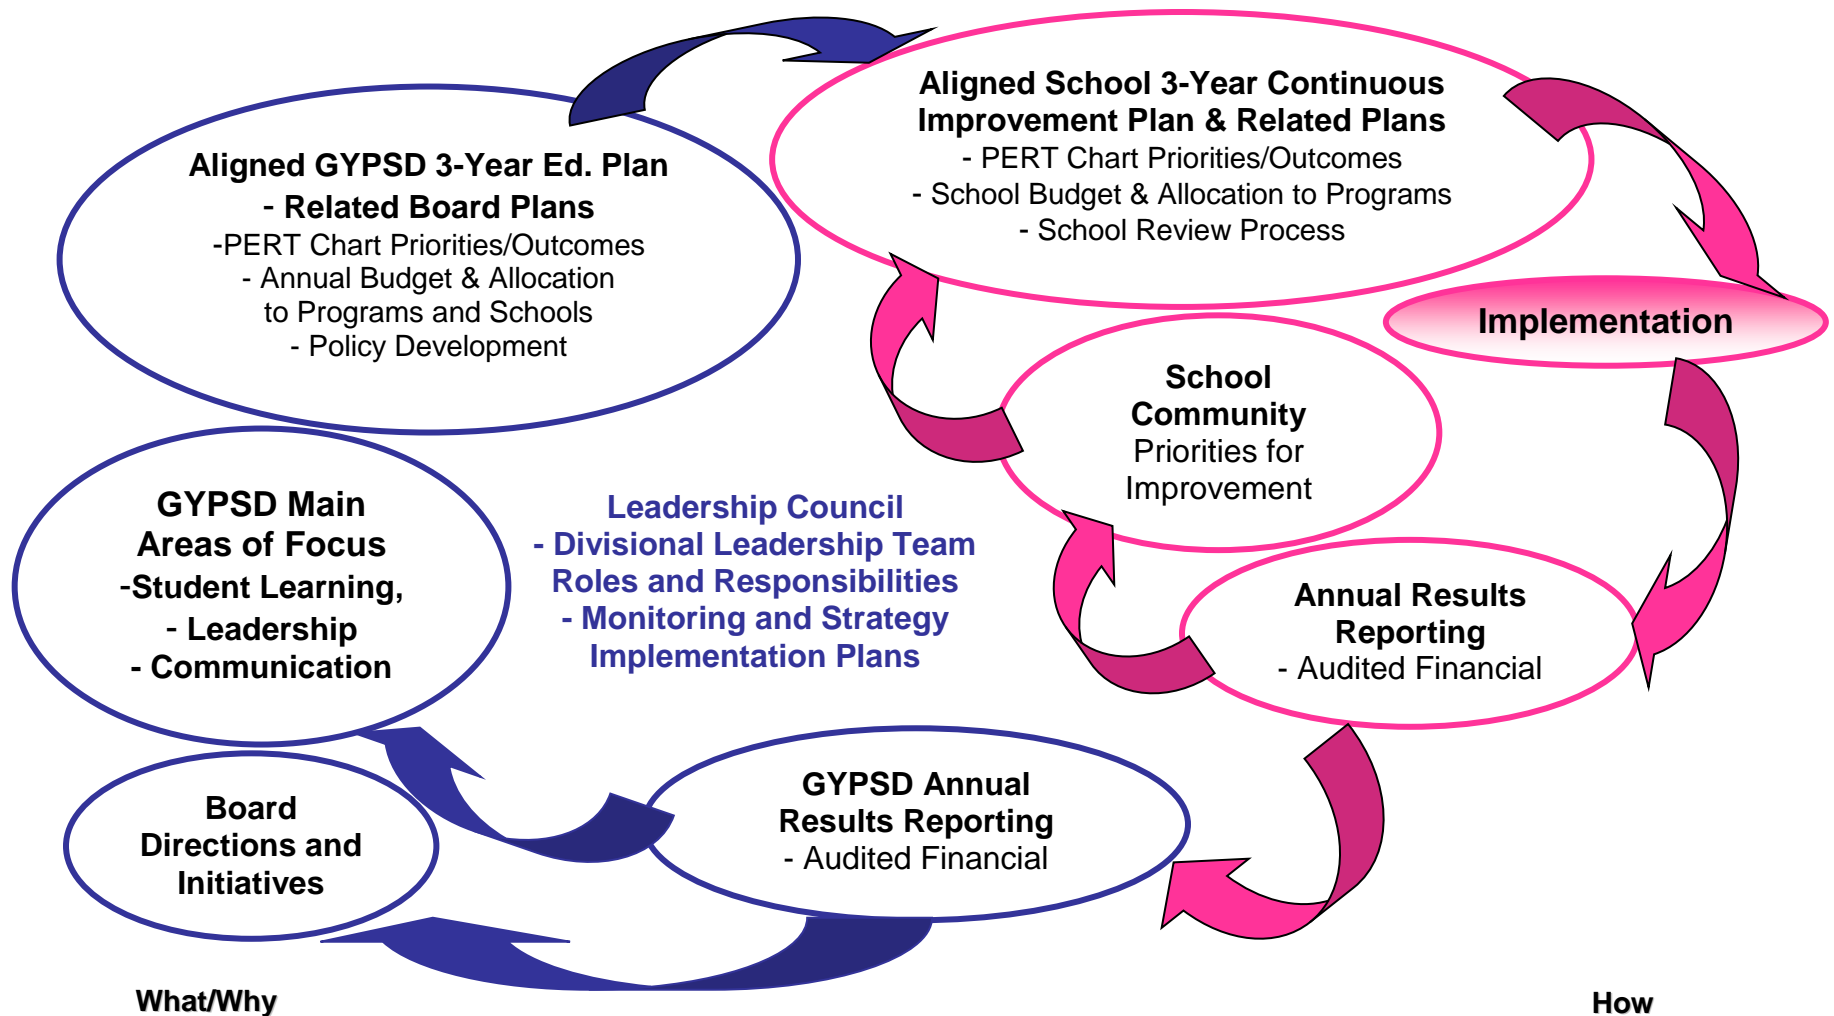 Aligned School 3-Year Continuous
Improvement Plan & Related Plans
- PERT Chart Priorities/Outcomes
- School Budget & Allocation to Programs
- School Review Process
Aligned GYPSD 3-Year Ed. Plan
- Related Board Plans
-PERT Chart Priorities/Outcomes
- Annual Budget & Allocation
to Programs and Schools
- Policy Development
Implementation
School
Community
Priorities for
Improvement
GYPSD Main
Areas of Focus
-Student Learning,
- Leadership
- Communication
Leadership Council
- Divisional Leadership Team
Roles and Responsibilities
- Monitoring and Strategy
Implementation Plans
Annual Results
Reporting
- Audited Financial
GYPSD Annual
Results Reporting
- Audited Financial
Board
Directions and
Initiatives
What/Why
How